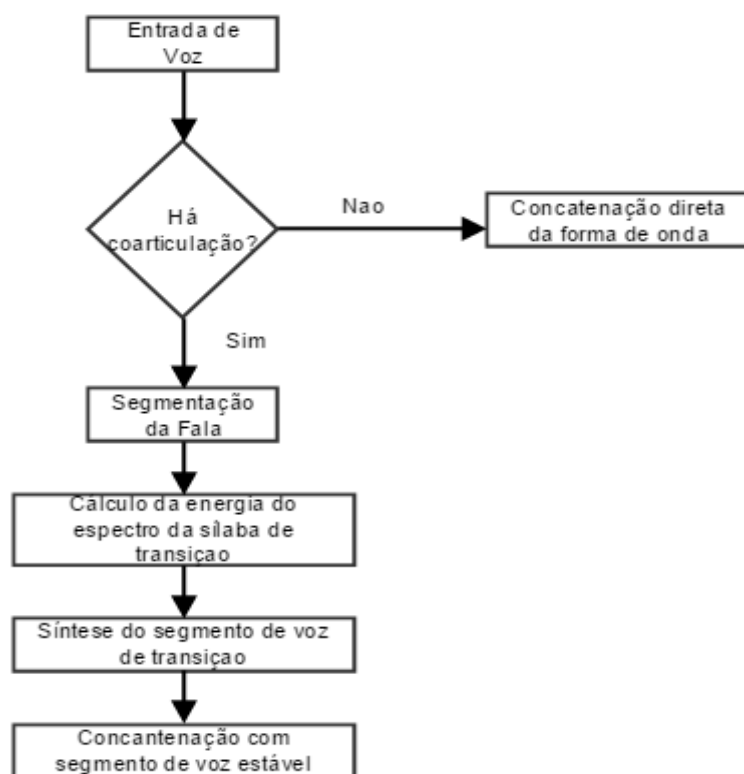 Entrada de
Voz
Há
coarticulação?
Nao
Concatenação direta
da forma de onda
Sim
Segmentação
da Fala
Cálculo da energia do
espectro da sílaba de
transiçao
Síntese do segmento de voz
de transiçao
Concantenação com
segmento de voz estável